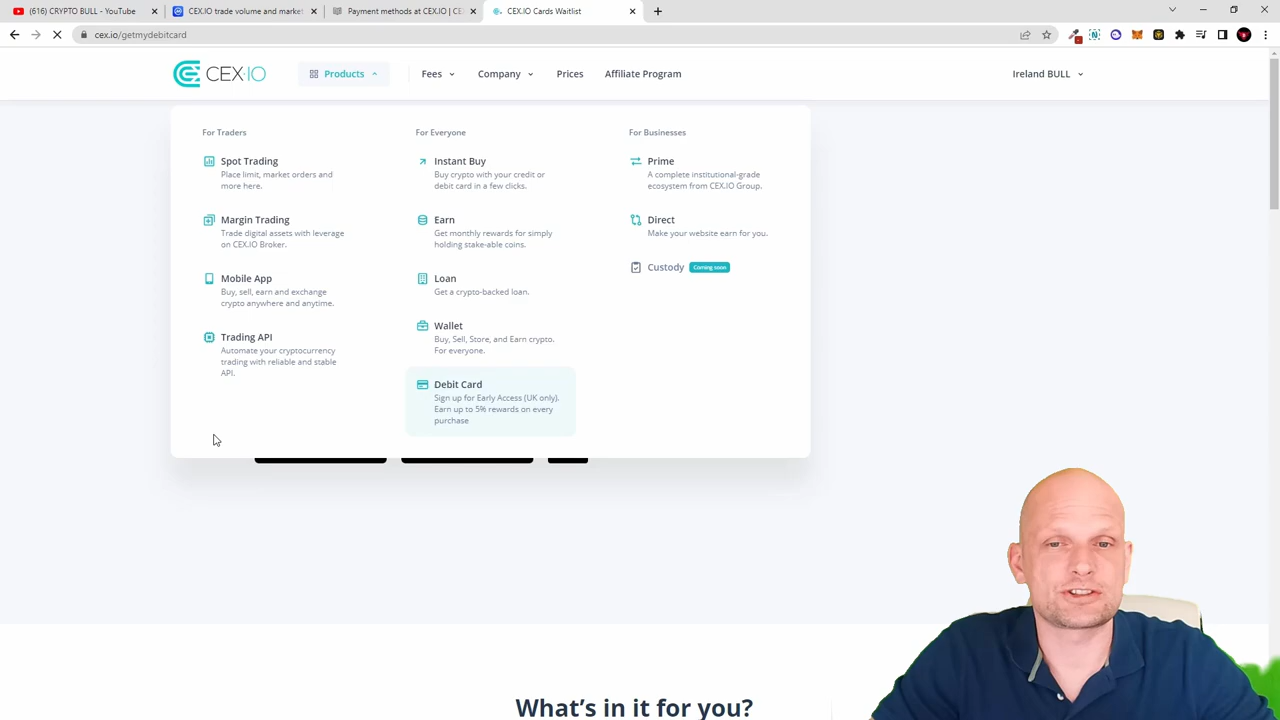 (616) CRYPTO BULL - YouTube
CEX.IO trade volume and market
Payment methods at CEX.IO | CE
CEX.IO Cards Waitlist
cex.io/getmydebitcard
CEX.IO
Products
Fees
Company
Prices
Affiliate Program
Ireland BULL
For Traders
Spot Trading
Place limit, market orders and
more here.
Margin Trading
Trade digital assets with leverage
on CEX.IO Broker.
Mobile App
Buy, sell, earn and exchange
crypto anywhere and anytime.
Trading API
Automate your cryptocurrency
trading with reliable and stable
API.
For Everyone
Instant Buy
Buy crypto with your credit or
debit card in a few clicks.
Earn
Get monthly rewards for simply
holding stake-able coins.
Loan
Get a crypto-backed loan.
Wallet
Buy, Sell, Store, and Earn crypto.
For everyone.
Debit Card
Sign up for Early Access (UK only).
Earn up to 5% rewards on every
purchase
For Businesses
Prime
A complete institutional-grade
ecosystem from CEX.IO Group.
Direct
Make your website earn for you.
Custody Coming soon
What's in it for you?